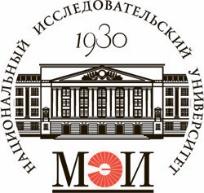 НАЦИОНАЛЬНЫЙ ИССЛЕДОВАТЕЛЬСКИЙ УНИВЕРСИТЕТ
1930
МЭИ